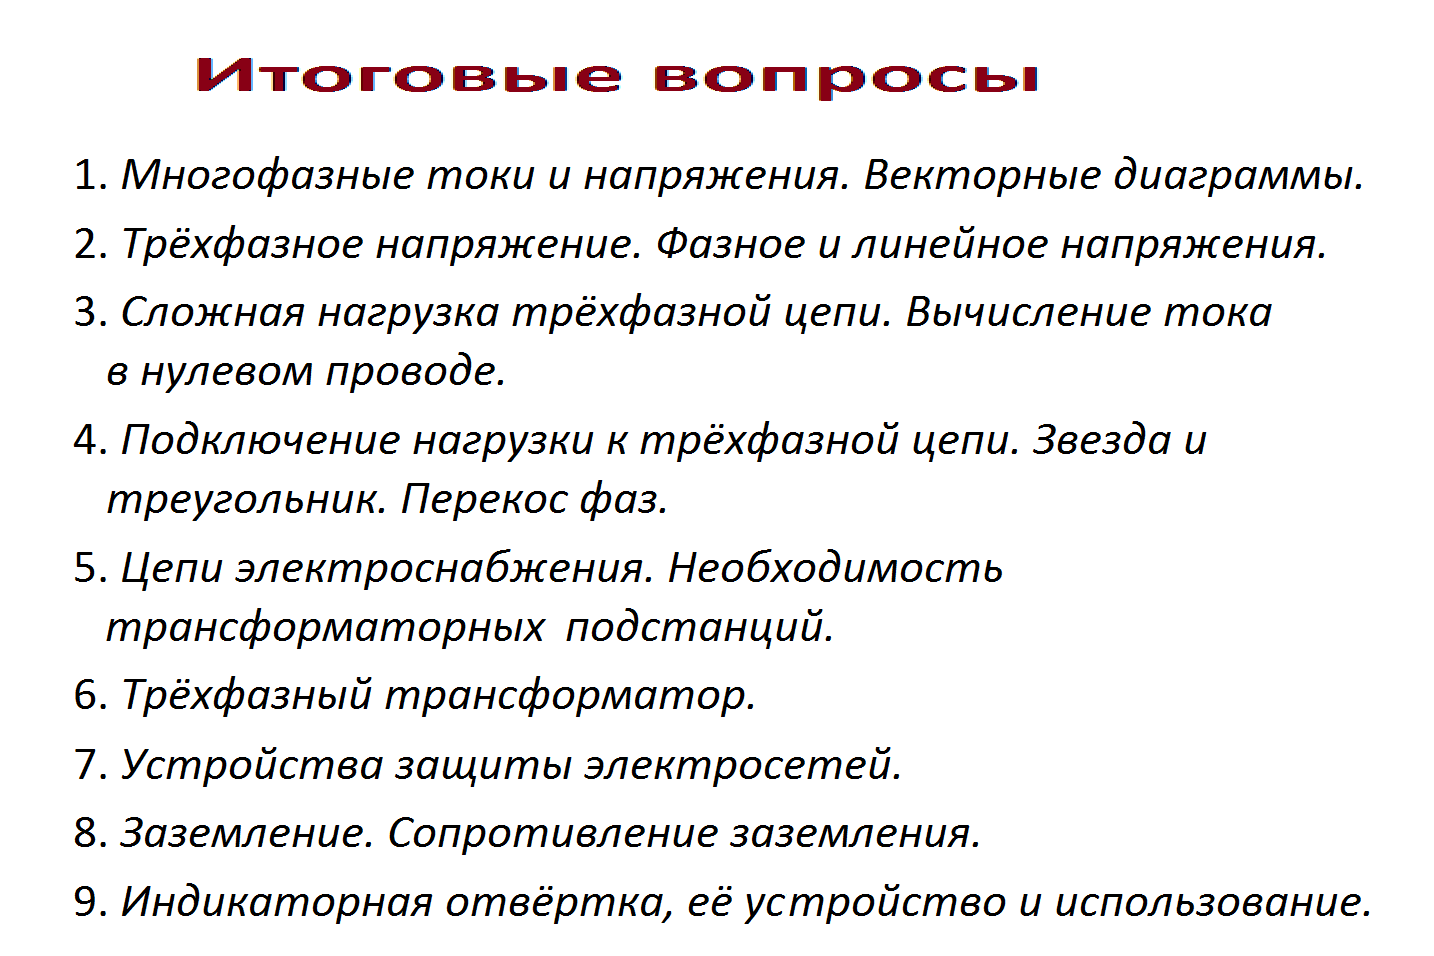 Итоговые вопросы
1. Многофазные токи и напряжения. Векторные диаграммы.
2. Трёхфазное напряжение. Фазное и линейное напряжения.
3. Сложная нагрузка трёхфазной цепи. Вычисление тока
в нулевом проводе.
4. Подключение нагрузки к трёхфазной цепи. Звезда и
треугольник. Перекос фаз.
5. Цепи электроснабжения. Необходимость
трансформаторных подстанций.
6. Трёхфазный трансформатор.
7. Устройства защиты электросетей.
8. Заземление. Сопротивление заземления.
9. Индикаторная отвёртка, её устройство и использование.